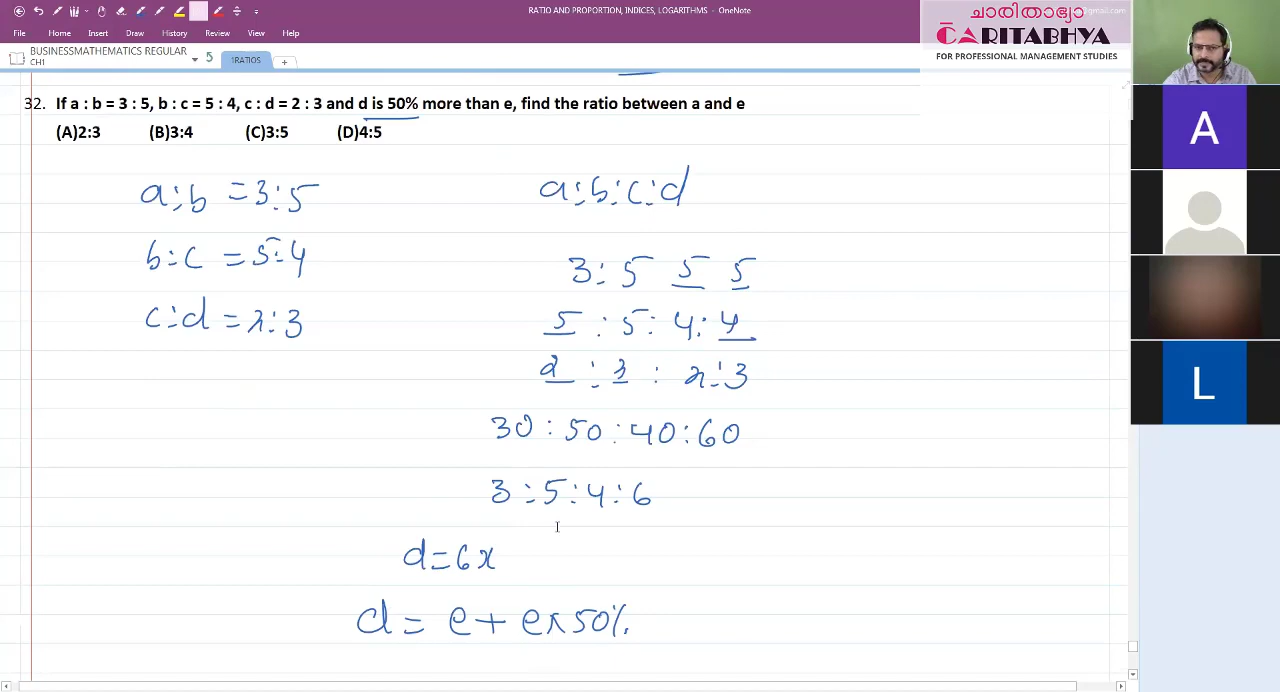 RATIO AND PROPORTION, INDICES, LOGARITHMS - OneNote
@gmail.com
File Home Insert Draw History Review View Help
BUSINESSMATHEMATICS REGULAR
CH1
1RATIOS
ചാരിതാഭ്യാ
CARITABHYA
FOR PROFESSIONAL MANAGEMENT STUDIES
32. If a : b = 3 : 5, b : c = 5 : 4, c : d = 2 : 3 and d is 50% more than e, find the ratio between a and e
(A)2:3 (B)3:4 (C)3:5 (D)4:5
a:b = 3:5
b:c = 5:4
c:d = 2:3
a:b:c:d
3:5 5 5
5 : 5: 4: 4
2 : 2 : 2:3
30:50:40:60
3:5:4:6
d=6x
d= e+ e×50%
A
L